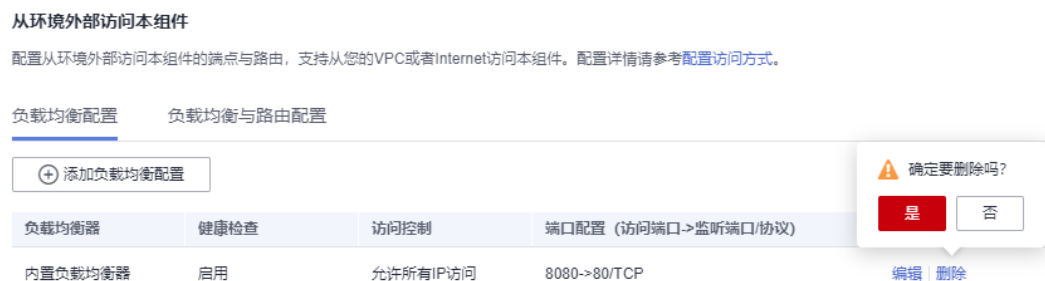 从环境外部访问本组件
配置从环境外部访问本组件的端点与路由，支持从您的VPC或者Internet访问本组件。配置详情请参考配置访问方式。
负载均衡配置 负载均衡与路由配置
添加负载均衡配置
确定要删除吗？
是 否
负载均衡器 健康检查 访问控制 端口配置（访问端口->监听端口/协议）
内置负载均衡器 启用 允许所有IP访问 8080->80/TCP 编辑 删除